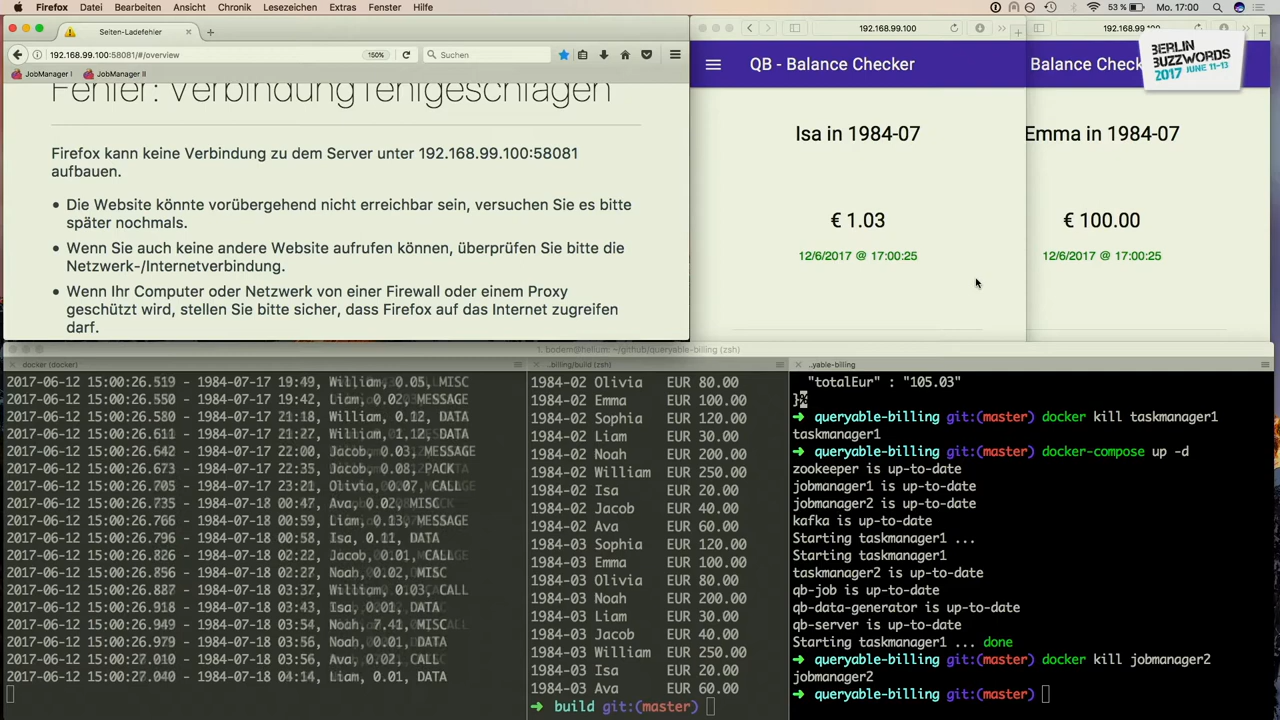 Firefox Datei Bearbeiten Ansicht Chronik Lesezeichen Extras Fenster Hilfe 53 % Mo. 17:00
Seiten-Ladefehler
192.168.99.100:58081/#/overview 150% Suchen
JobManager I JobManager II
Fehler: Verbindung fehlgeschlagen
Firefox kann keine Verbindung zu dem Server unter 192.168.99.100:58081
aufbauen.
Die Website könnte vorübergehend nicht erreichbar sein, versuchen Sie es bitte
später nochmals.
Wenn Sie auch keine andere Website aufrufen können, überprüfen Sie bitte die
Netzwerk-/Internetverbindung.
Wenn Ihr Computer oder Netzwerk von einer Firewall oder einem Proxy
geschützt wird, stellen Sie bitte sicher, dass Firefox auf das Internet zugreifen
darf.
192.168.99.100
QB - Balance Checker
Isa in 1984-07
€ 1.03
12/6/2017 @ 17:00:25
Balance
Emma in 1984-07
€ 100.00
12/6/2017 @ 17:00:25
BERLIN
BUZZWORDS
2017 JUNE 11-13
1. bodem@helium: ~/github/queryable-billing (zsh)
docker (docker)
2017-06-12 15:00:26.519 - 1984-07-17 19:49, William, 0.05, MISC
2017-06-12 15:00:26.550 - 1984-07-17 19:42, Liam, 0.02, MESSAGE
2017-06-12 15:00:26.580 - 1984-07-17 21:18, William, 0.12, DATA
2017-06-12 15:00:26.611 - 1984-07-17 21:27, William, 1.12, DATA
2017-06-12 15:00:26.642 - 1984-07-17 22:02, Jacob, 0.03, MESSAGE
2017-06-12 15:00:26.673 - 1984-07-17 22:35, Jacob, 0.08, PACK
2017-06-12 15:00:26.705 - 1984-07-17 23:21, Olivia, 0.07, CALL
2017-06-12 15:00:26.735 - 1984-07-18 00:47, Ava, 0.02, MISC
2017-06-12 15:00:26.766 - 1984-07-18 00:59, Liam, 0.13, MESSAGE
2017-06-12 15:00:26.796 - 1984-07-18 00:58, Isa, 0.11, DATA
2017-06-12 15:00:26.826 - 1984-07-18 02:22, Jacob, 0.01, CALL
2017-06-12 15:00:26.856 - 1984-07-18 02:27, Noah, 0.02, MISC
2017-06-12 15:00:26.887 - 1984-07-18 03:37, William, 0.03, CALL
2017-06-12 15:00:26.918 - 1984-07-18 03:43, Isa, 0.01, DATA
2017-06-12 15:00:26.949 - 1984-07-18 03:54, Noah, 7.41, MISC
2017-06-12 15:00:26.979 - 1984-07-18 03:56, Isa, 0.01, DATA
2017-06-12 15:00:27.010 - 1984-07-18 03:56, Ava, 0.02, CALL
2017-06-12 15:00:27.040 - 1984-07-18 04:14, Liam, 0.01, DATA
..billing/build (zsh)
1984-02 Olivia EUR 80.00
1984-02 Emma EUR 100.00
1984-02 Sophia EUR 120.00
1984-02 Liam EUR 30.00
1984-02 Noah EUR 200.00
1984-02 William EUR 250.00
1984-02 Isa EUR 20.00
1984-02 Jacob EUR 40.00
1984-02 Ava EUR 60.00
1984-03 Sophia EUR 120.00
1984-03 Emma EUR 100.00
1984-03 Olivia EUR 80.00
1984-03 Noah EUR 200.00
1984-03 Liam EUR 30.00
1984-03 Jacob EUR 40.00
1984-03 William EUR 250.00
1984-03 Isa EUR 20.00
1984-03 Ava EUR 60.00
➜ build git:(master)
..yable-billing
"totalEur" : "105.03"
}%
➜ queryable-billing git:(master) docker kill taskmanager1
taskmanager1
➜ queryable-billing git:(master) docker-compose up -d
zookeeper is up-to-date
jobmanager1 is up-to-date
jobmanager2 is up-to-date
kafka is up-to-date
Starting taskmanager1 ...
Starting taskmanager1
taskmanager2 is up-to-date
qb-job is up-to-date
qb-data-generator is up-to-date
qb-server is up-to-date
Starting taskmanager1 ... done
➜ queryable-billing git:(master) docker kill jobmanager2
jobmanager2
➜ queryable-billing git:(master)